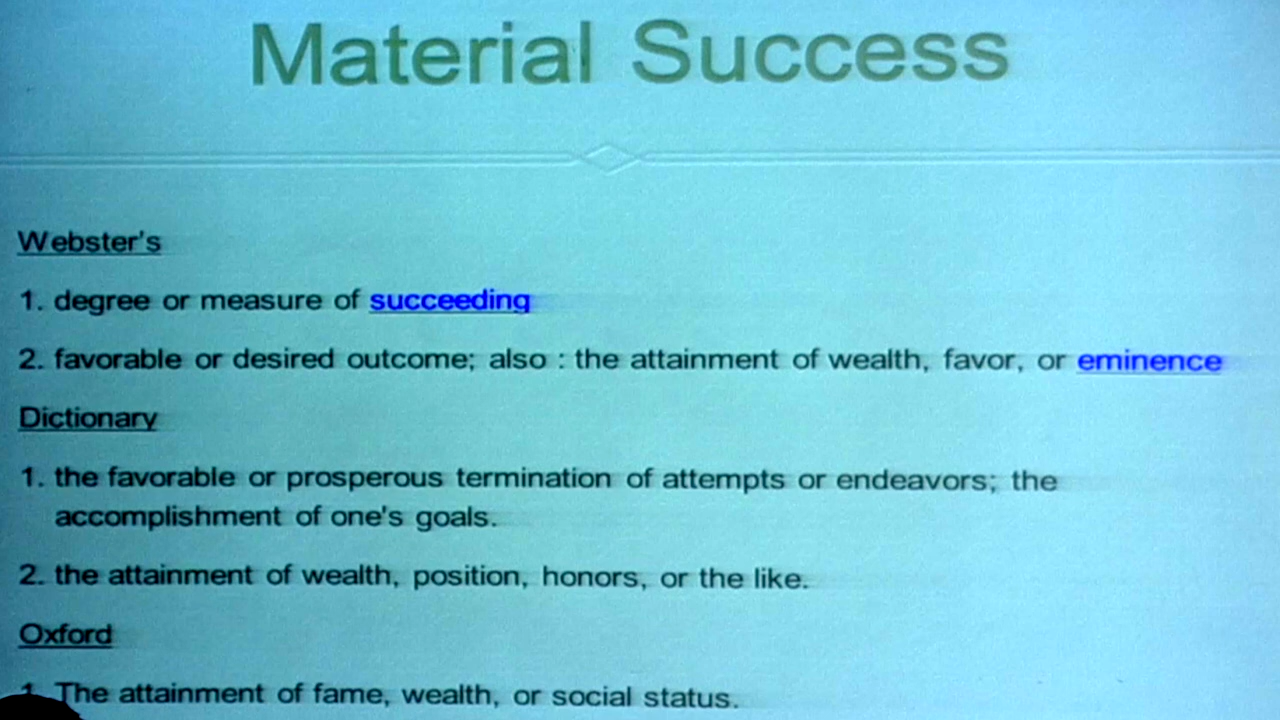 Material Success
Webster's
1. degree or measure of succeeding
2. favorable or desired outcome; also : the attainment of wealth, favor, or eminence
Dictionary
1. the favorable or prosperous termination of attempts or endeavors; the
accomplishment of one's goals.
2. the attainment of wealth, position, honors, or the like.
Oxford
1. The attainment of fame, wealth, or social status.